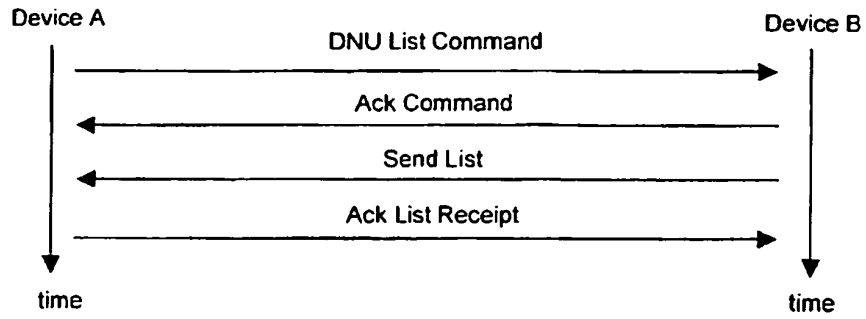 Device A
Device B
DNU List Command
Ack Command
Send List
Ack List Receipt
time
time